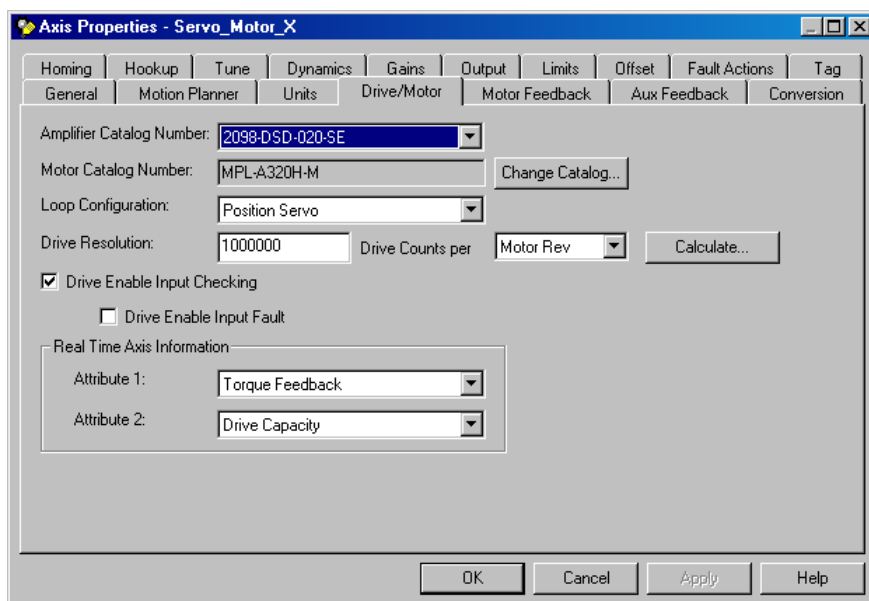 Axis Properties - Servo_Motor_X
Homing Hookup Tune Dynamics Gains Output Limits Offset Fault Actions Tag
General Motion Planner Units Drive/Motor Motor Feedback Aux Feedback Conversion
Amplifier Catalog Number: 2098-DSD-020-SE
Motor Catalog Number: MPL-A320H-M Change Catalog...
Loop Configuration: Position Servo
Drive Resolution: 1000000 Drive Counts per Motor Rev Calculate...
Drive Enable Input Checking
Drive Enable Input Fault
Real Time Axis Information
Attribute 1: Torque Feedback
Attribute 2: Drive Capacity
OK Cancel Apply Help